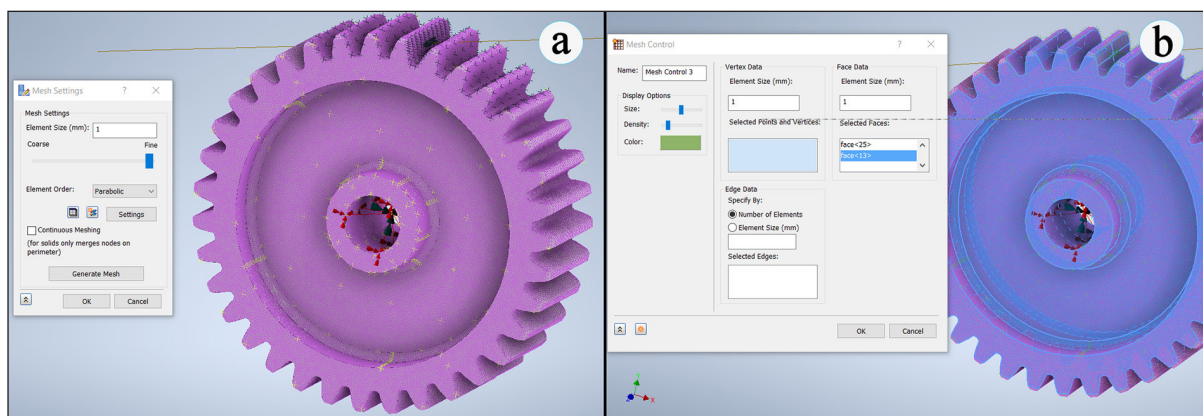 a
Mesh Settings
?
Mesh Settings
Element Size (mm): 1
Coarse Fine
Element Order: Parabolic
Settings
Continuous Meshing
(for solids only merges nodes on
perimeter)
Generate Mesh
OK Cancel
b
Mesh Control
?
Name: Mesh Control 3
Display Options
Size:
Density:
Color:
Vertex Data
Element Size (mm):
1
Selected Points and Vertices:
Edge Data
Specify By:
Number of Elements
Element Size (mm)
Selected Edges:
Face Data
Element Size (mm):
1
Selected Faces:
face<25>
face<13>
OK Cancel
Y
X
Z